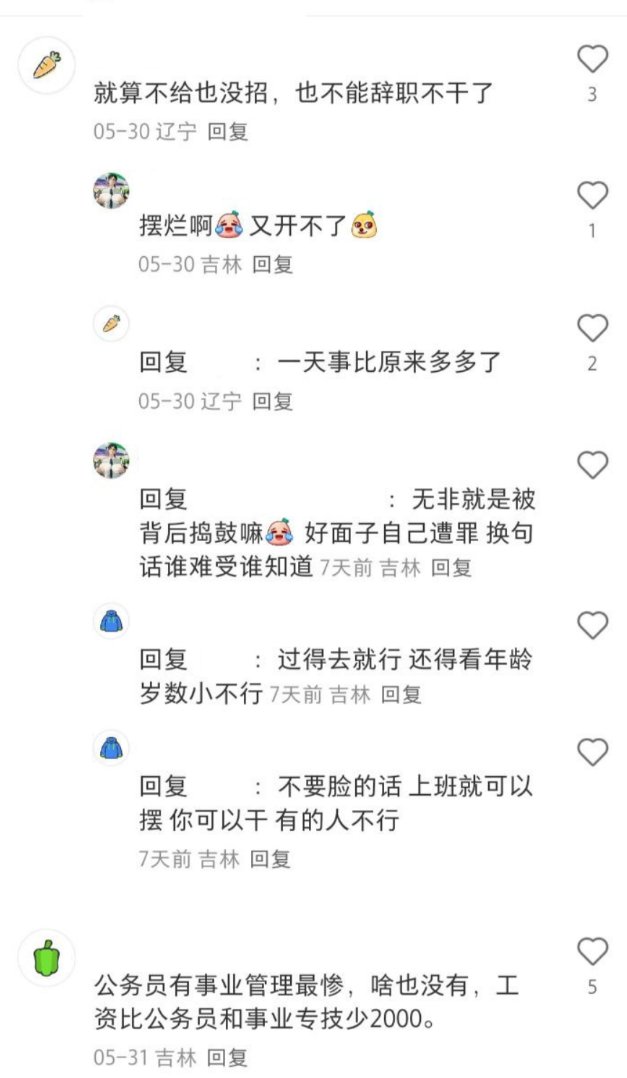 就算不给也没招，也不能辞职不干了
3
05-30 辽宁 回复
摆烂啊 又开不了
1
05-30 吉林 回复
回复 ：一天事比原来多多了
2
05-30 辽宁 回复
回复 ：无非就是被
背后捣鼓嘛 好面子自己遭罪 换句
话谁难受谁知道 7天前 吉林 回复
回复 ：过得去就行 还得看年龄
岁数小不行 7天前 吉林 回复
回复 ：不要脸的话 上班就可以
摆 你可以干 有的人不行
7天前 吉林 回复
公务员有事业管理最惨，啥也没有，工
5
资比公务员和事业专技少2000。
05-31 吉林 回复